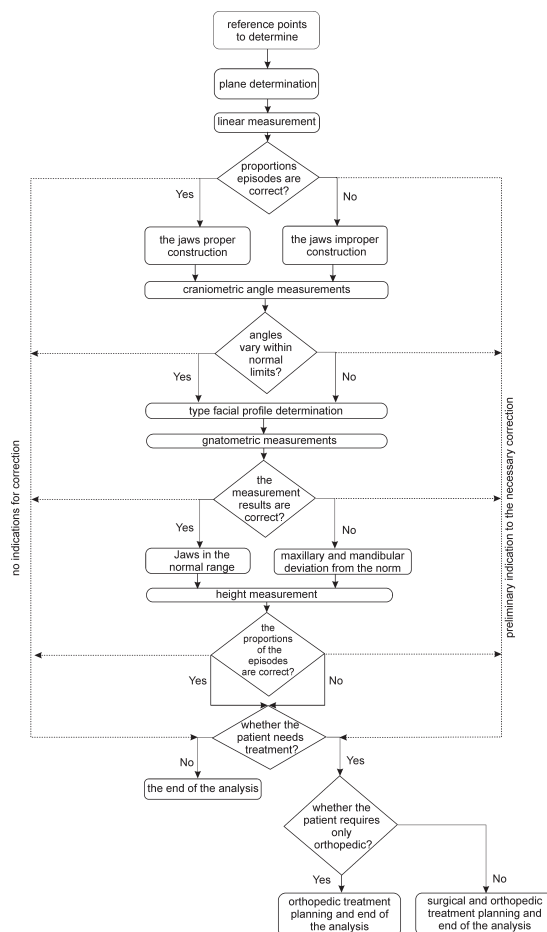 reference points
to determine
plane determination
linear measurement
proportions
episodes are
correct?
Yes
No
the jaws proper
construction
the jaws improper
construction
craniometric angle measurements
angles
vary within
normal
limits?
Yes
No
type facial profile determination
gnatometric measurements
no indications for correction
preliminary indication to the necessary correction
the
measurement
results are
correct?
Yes
No
Jaws in the
normal range
maxillary and mandibular
deviation from the norm
height measurement
the
proportions
of the
episodes
are correct?
Yes
No
whether the
patient needs
treatment?
No
Yes
the end of the analysis
whether the
patient requires
only
orthopedic?
Yes
No
orthopedic treatment
planning and end of
the analysis
surgical and orthopedic
treatment planning and
end of the analysis